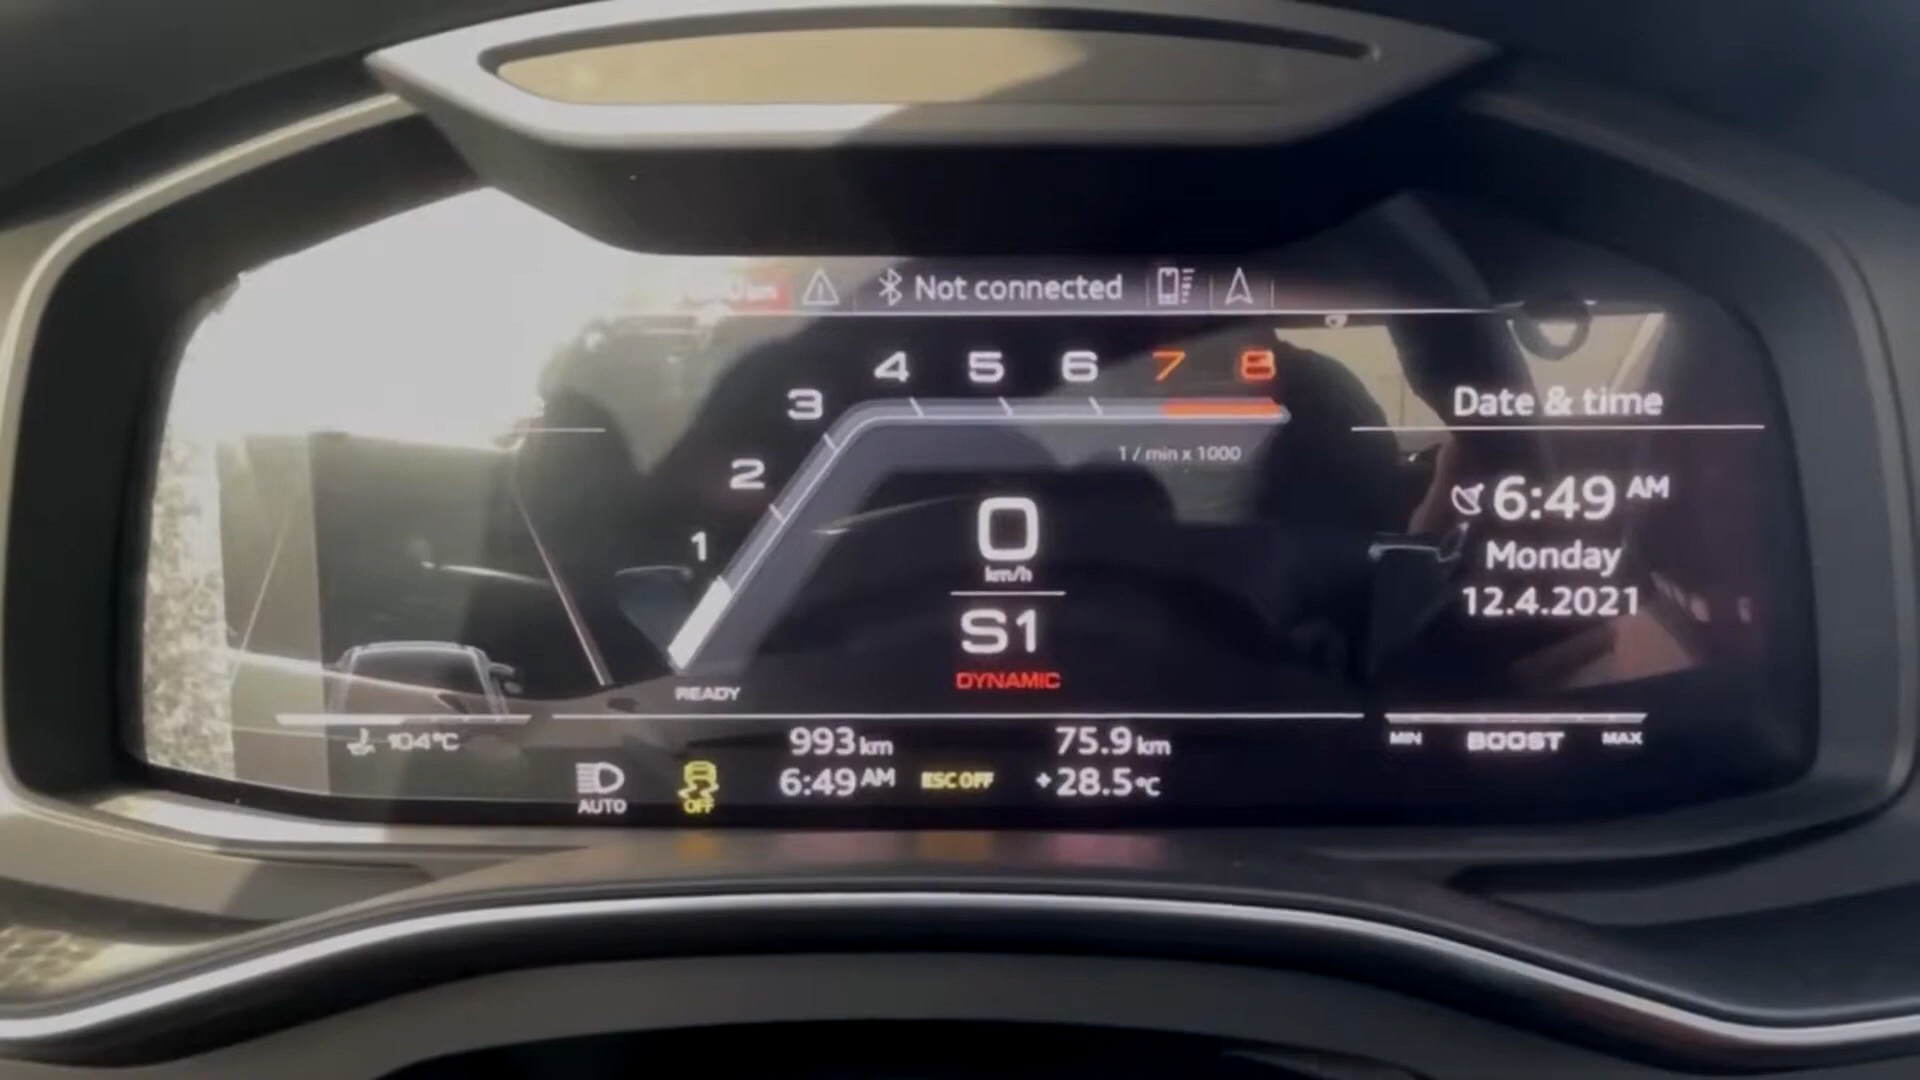 Not connected
4 5 6 7 8
3
Date & time
1 / min x 1000
2
6:49 AM
0
1
km/h
Monday
12.4.2021
S1
DYNAMIC
READY
104°C
993 km
75.9 km
MIN BOOST MAX
AUTO
OFF
6:49 AM
ESC OFF
+28.5°C